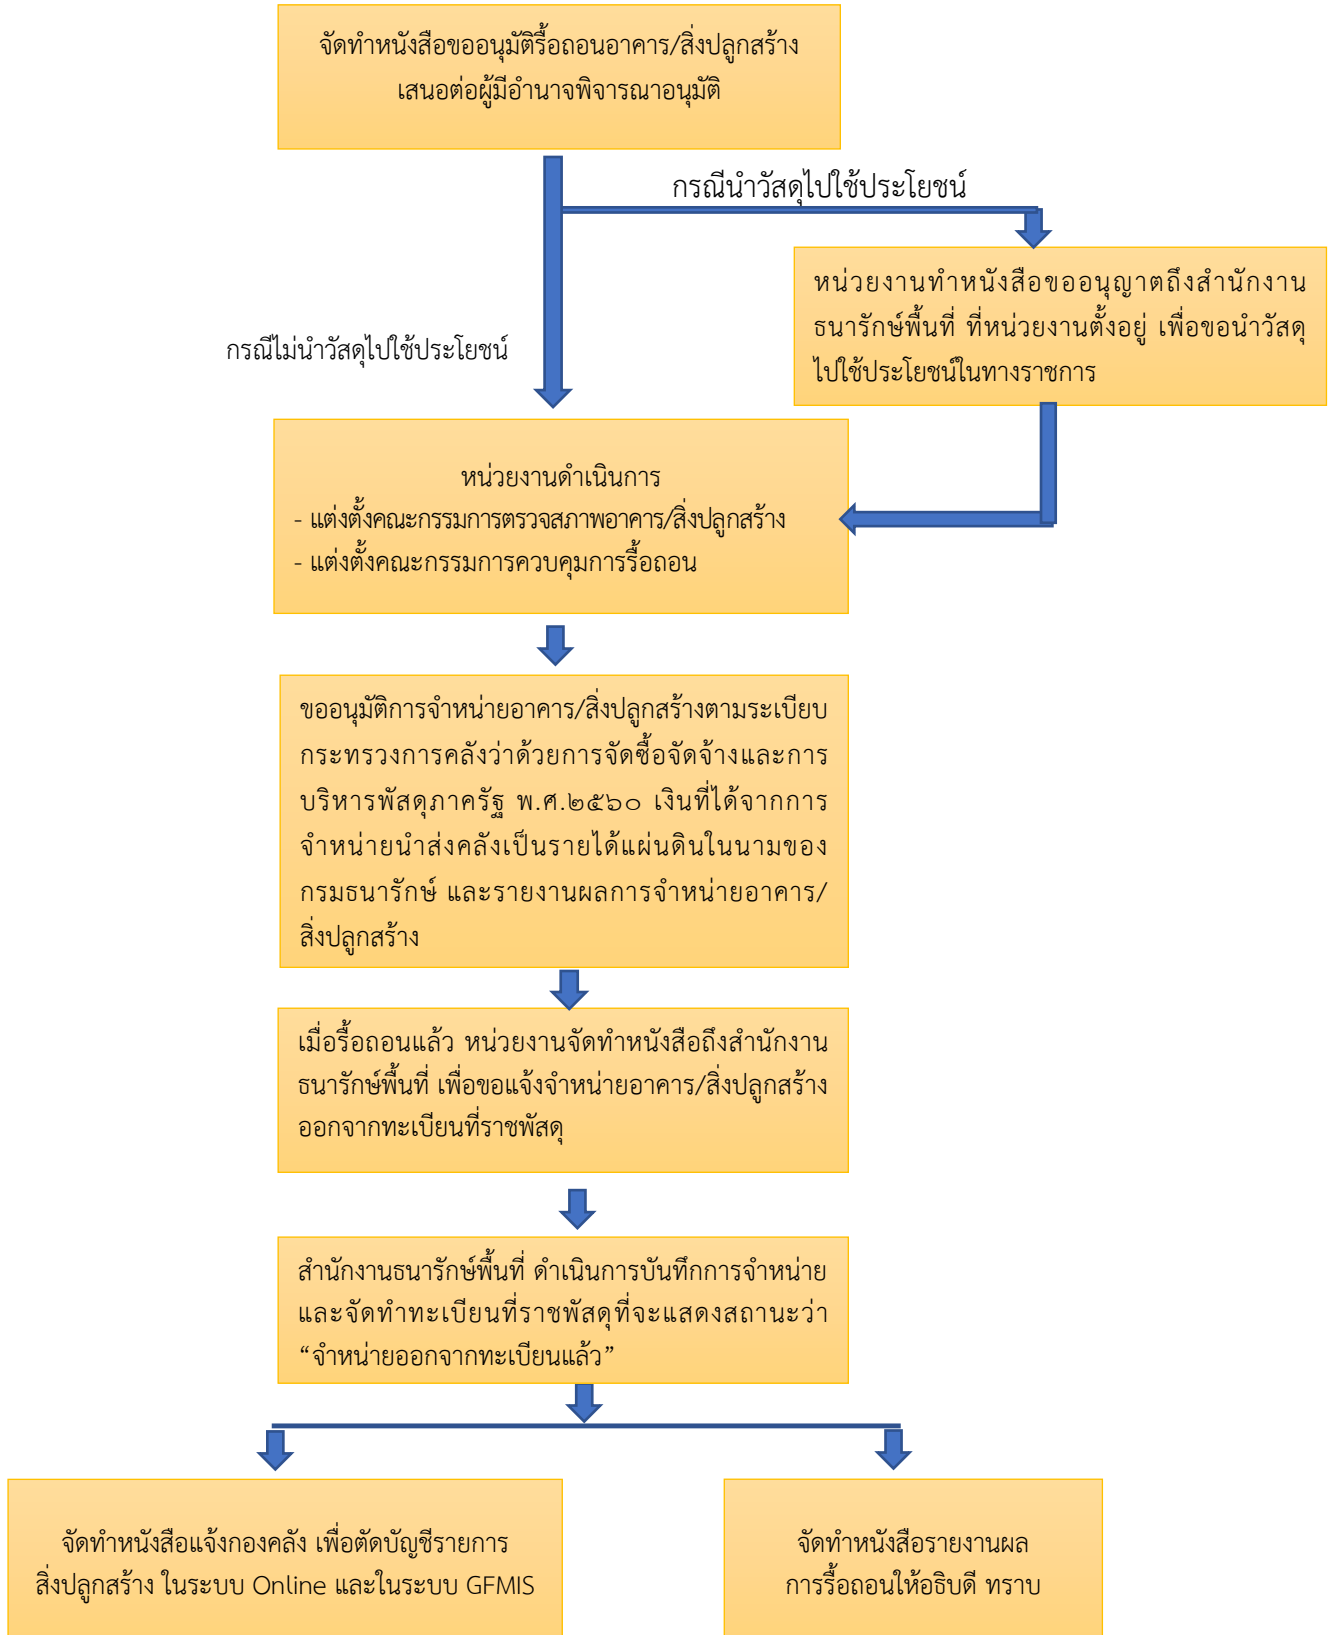 จัดทำหนังสือขออนุมัติรื้อถอนอาคาร/สิ่งปลูกสร้าง
เสนอต่อผู้มีอำนาจพิจารณาอนุมัติ
กรณีนำวัสดุไปใช้ประโยชน์
หน่วยงานทำหนังสือขออนุญาตถึงสำนักงาน
ธนารักษ์พื้นที่ ที่หน่วยงานตั้งอยู่ เพื่อขอนำวัสดุ
ไปใช้ประโยชน์ในทางราชการ
กรณีไม่นำวัสดุไปใช้ประโยชน์
หน่วยงานดำเนินการ
- แต่งตั้งคณะกรรมการตรวจสภาพอาคาร/สิ่งปลูกสร้าง
- แต่งตั้งคณะกรรมการควบคุมการรื้อถอน
ขออนุมัติการจำหน่ายอาคาร/สิ่งปลูกสร้างตามระเบียบ
กระทรวงการคลังว่าด้วยการจัดซื้อจัดจ้างและการ
บริหารพัสดุภาครัฐ พ.ศ.๒๕๖๐ เงินที่ได้จากการ
จำหน่ายนำส่งคลังเป็นรายได้แผ่นดินในนามของ
กรมธนารักษ์ และรายงานผลการจำหน่ายอาคาร/
สิ่งปลูกสร้าง
เมื่อรื้อถอนแล้ว หน่วยงานจัดทำหนังสือถึงสำนักงาน
ธนารักษ์พื้นที่ เพื่อขอแจ้งจำหน่ายอาคาร/สิ่งปลูกสร้าง
ออกจากทะเบียนที่ราชพัสดุ
สำนักงานธนารักษ์พื้นที่ ดำเนินการบันทึกการจำหน่าย
และจัดทำทะเบียนที่ราชพัสดุที่จะแสดงสถานะว่า
“จำหน่ายออกจากทะเบียนแล้ว”
จัดทำหนังสือแจ้งกองคลัง เพื่อตัดบัญชีรายการ
สิ่งปลูกสร้าง ในระบบ Online และในระบบ GFMIS
จัดทำหนังสือรายงานผล
การรื้อถอนให้อธิบดี ทราบ